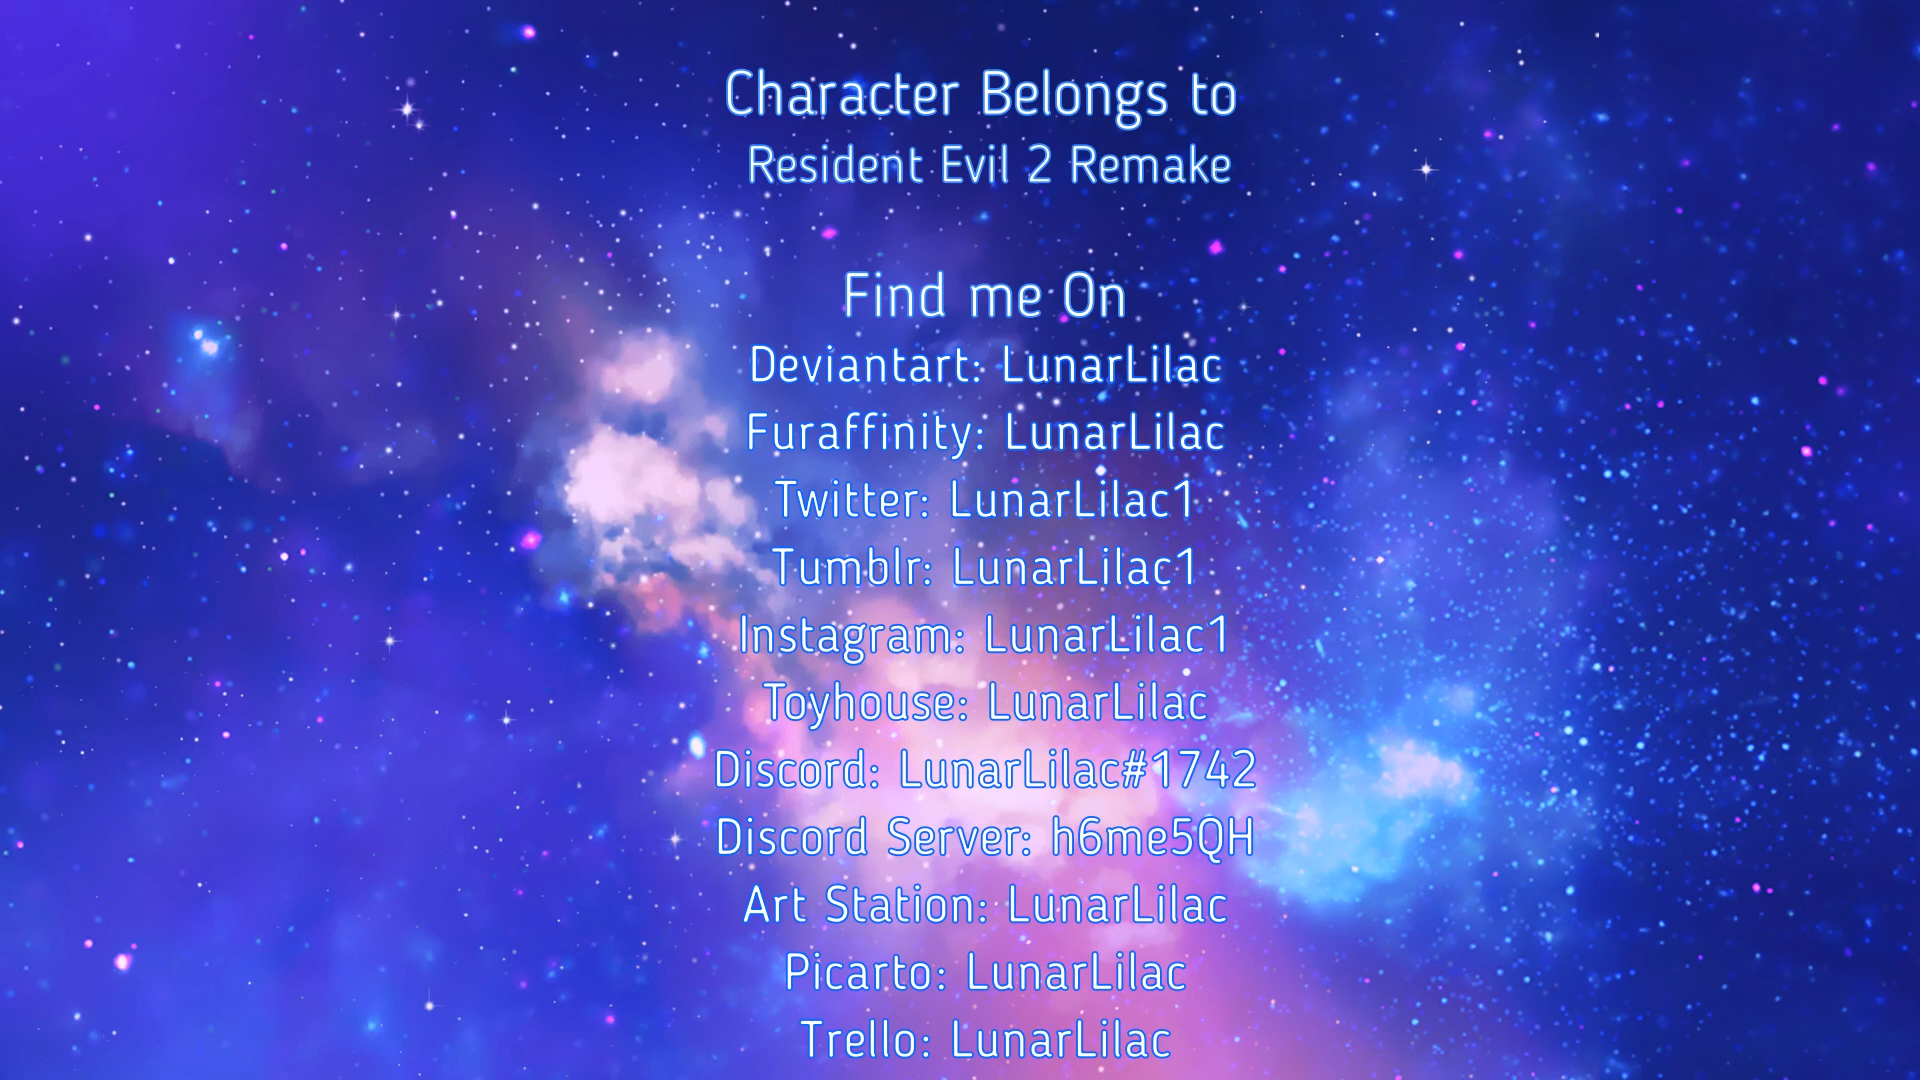 Character Belongs to
Resident Evil 2 Remake
Find me On
Deviantart: LunarLilac
Furaffinity: LunarLilac
Twitter: LunarLilac1
Tumblr: LunarLilac1
Instagram: LunarLilac1
Toyhouse: LunarLilac
Discord: LunarLilac#1742
Discord Server: h6me5QH
Art Station: LunarLilac
Picarto: LunarLilac
Trello: LunarLilac